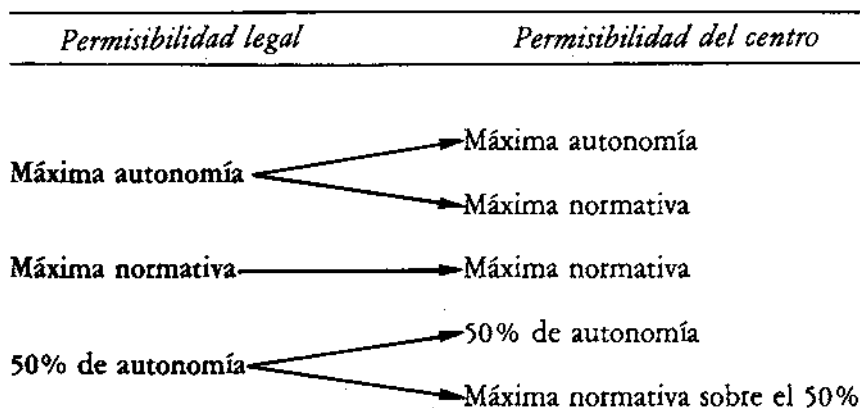 Permisibilidad legal Permisibilidad del centro
Máxima autonomía
Máxima autonomía
Máxima normativa
Máxima normativa Máxima normativa
50% de autonomía
50% de autonomía
Máxima normativa sobre el 50%